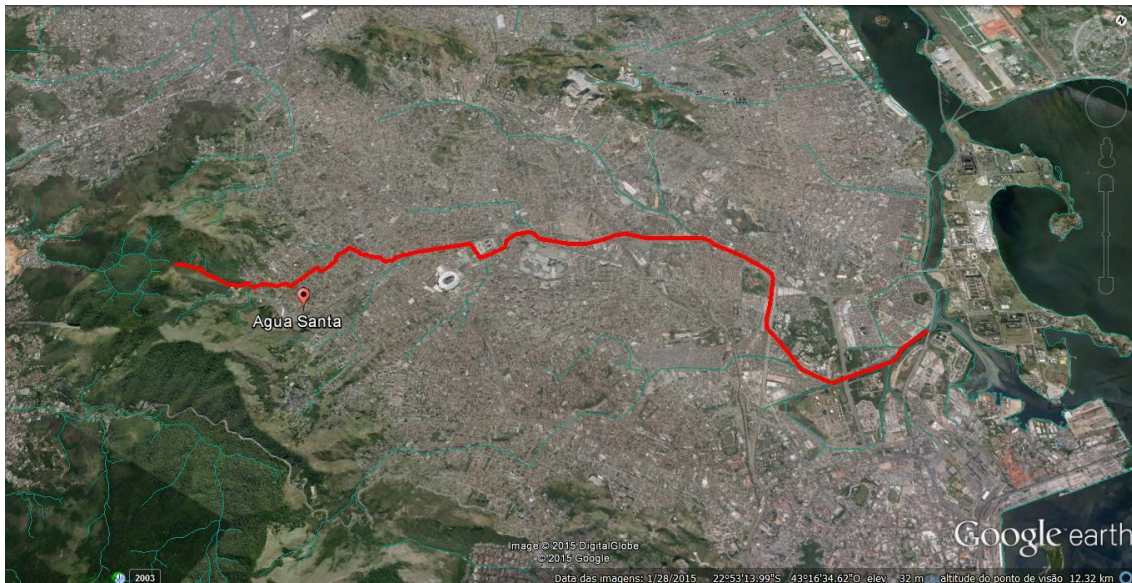 N
Agua Santa
Google earth
Image © 2015 DigitalGlobe
© 2015 Google
2003
Data das imagens: 1/28/2015 22°53'13.99"S 43°16'34.62"O elev 32 m altitude do ponto de visão 12.32 km